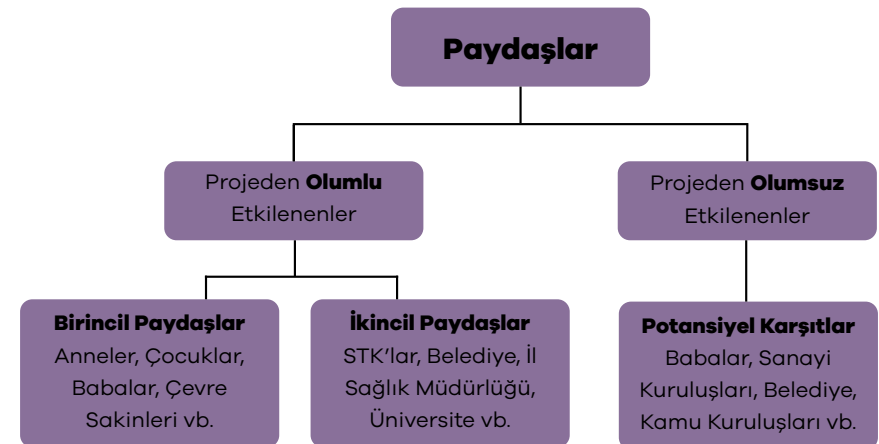 Paydaşlar
Projeden Olumlu
Etkilenenler
Projeden Olumsuz
Etkilenenler
Birincil Paydaşlar
Anneler, Çocuklar,
Babalar, Çevre
Sakinleri vb.
İkincil Paydaşlar
STK’lar, Belediye, İl
Sağlık Müdürlüğü,
Üniversite vb.
Potansiyel Karşıtlar
Babalar, Sanayi
Kuruluşları, Belediye,
Kamu Kuruluşları vb.